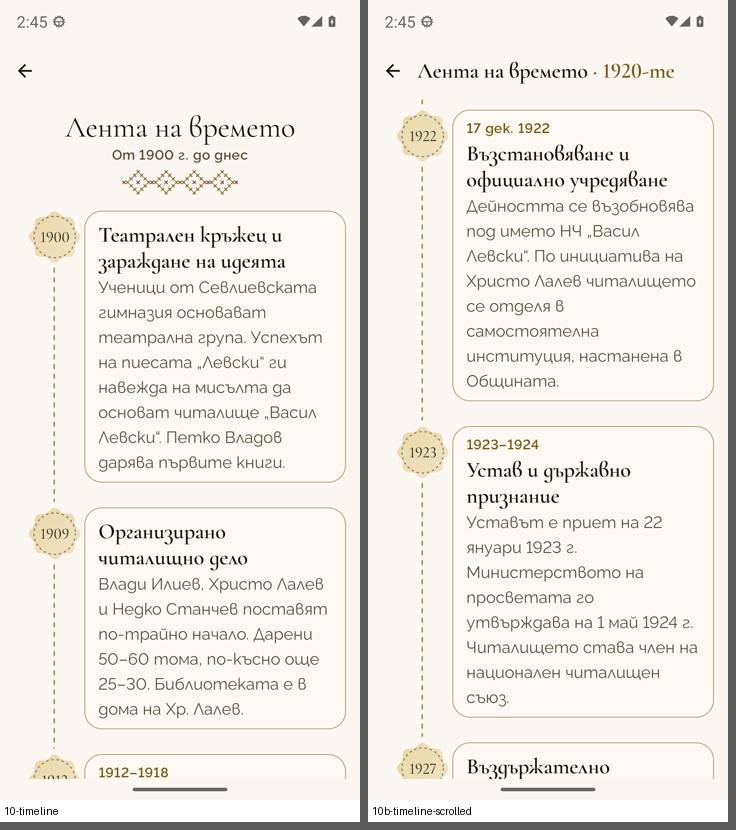 2:45
Лента на времето
От 1900 г. до днес
1900
Театрален кръжец и
зараждане на идеята
Ученици от Севлиевската
гимназия основават
театрална група. Успехът
на пиесата „Левски“ ги
навежда на мисълта да
основат читалище „Васил
Левски“. Петко Владов
дарява първите книги.
1909
Организирано
читалищно дело
Влади Илиев, Христо Лалев
и Недко Станчев поставят
по-трайно начало. Дарени
50–60 тома, по-късно още
25–30. Библиотеката е в
дома на Хр. Лалев.
1912
1912–1918
10-timeline
2:45
Лента на времето · 1920-те
1922
17 дек. 1922
Възстановяване и
официално учредяване
Дейността се възобновява
под името НЧ „Васил
Левски“. По инициатива на
Христо Лалев читалището
се отделя в
самостоятелна
институция, настанена в
Общината.
1923
1923–1924
Устав и държавно
признание
Уставът е приет на 22
януари 1923 г.
Министерството на
просветата го
утвърждава на 1 май 1924 г.
Читалището става член на
национален читалищен
съюз.
1927
Въздържателно
10b-timeline-scrolled